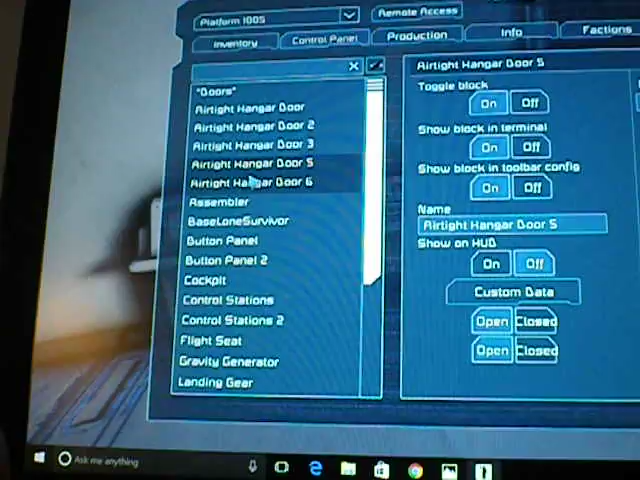 Platform 1005
Remote Access
Inventory
Control Panel
Production
Info
Factions
"Doors"
Airtight Hangar Door
Airtight Hangar Door 2
Airtight Hangar Door 3
Airtight Hangar Door 5
Airtight Hangar Door 6
Assembler
BaseLoneSurvivor
Button Panel
Button Panel 2
Cockpit
Control Stations
Control Stations 2
Flight Seat
Gravity Generator
Landing Gear
Airtight Hangar Door 5
Toggle block
On Off
Show block in terminal
On Off
Show block in toolbar config
On Off
Name
Airtight Hangar Door 5
Show on HUD
On Off
Custom Data
Open Closed
Open Closed
Ask me anything